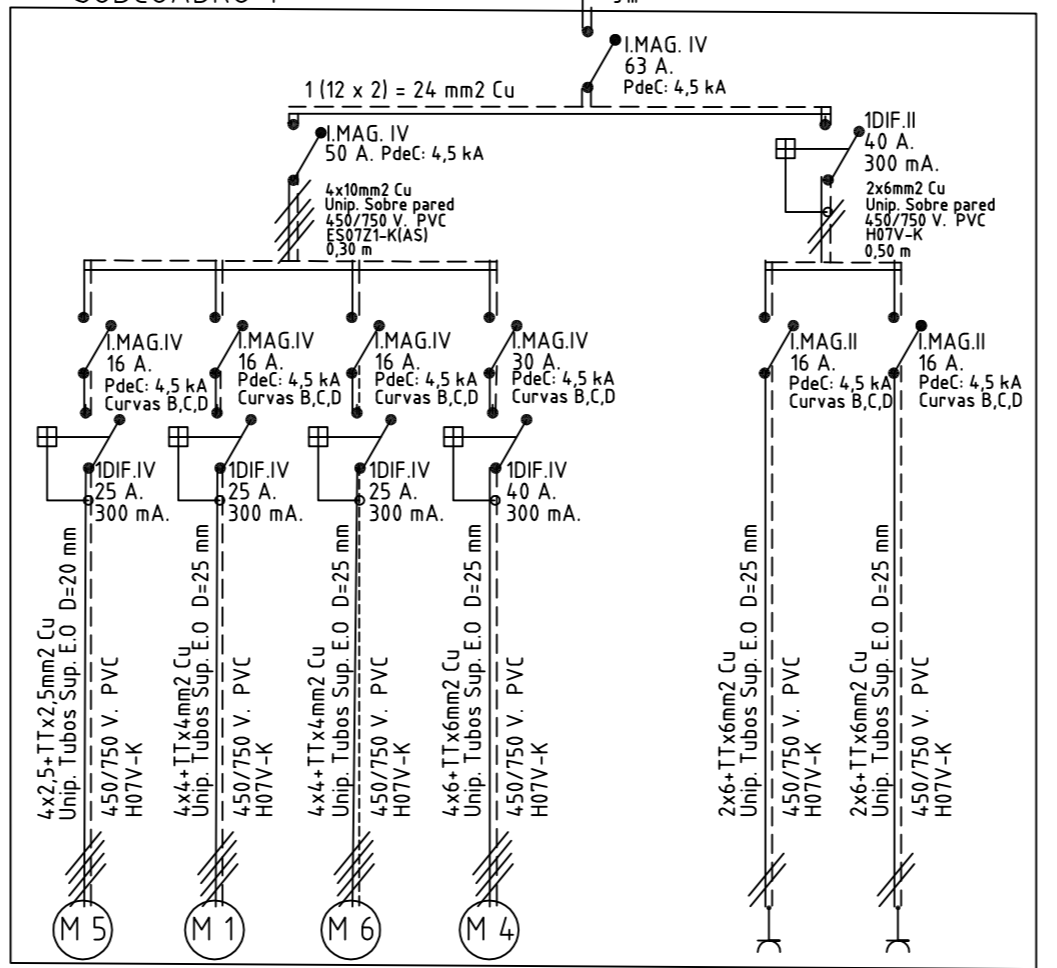 I.MAG. IV
63 A.
PdeC: 4,5 kA
1 (12 x 2) = 24 mm2 Cu
I.MAG. IV
50 A. PdeC: 4,5 kA
4x10mm2 Cu
Unip. Sobre pared
450/750 V. PVC
ES07Z1-K(AS)
0,30 m
1DIF.II
40 A.
300 mA.
2x6mm2 Cu
Unip. Sobre pared
450/750 V. PVC
H07V-K
0,50 m
I.MAG.IV
16 A.
PdeC: 4,5 kA
Curvas B,C,D
I.MAG.IV
16 A.
PdeC: 4,5 kA
Curvas B,C,D
I.MAG.IV
16 A.
PdeC: 4,5 kA
Curvas B,C,D
I.MAG.IV
30 A.
PdeC: 4,5 kA
Curvas B,C,D
I.MAG.II
16 A.
PdeC: 4,5 kA
Curvas B,C,D
I.MAG.II
16 A.
PdeC: 4,5 kA
Curvas B,C,D
1DIF.IV
25 A.
300 mA.
1DIF.IV
25 A.
300 mA.
1DIF.IV
25 A.
300 mA.
1DIF.IV
40 A.
300 mA.
4x2,5+TTx2,5mm2 Cu
Unip. Tubos Sup. E.O D=20 mm
450/750 V. PVC
H07V-K
4x4+TTx4mm2 Cu
Unip. Tubos Sup. E.O D=25 mm
450/750 V. PVC
H07V-K
4x4+TTx4mm2 Cu
Unip. Tubos Sup. E.O D=25 mm
450/750 V. PVC
H07V-K
4x6+TTx6mm2 Cu
Unip. Tubos Sup. E.O D=25 mm
450/750 V. PVC
H07V-K
2x6+TTx6mm2 Cu
Unip. Tubos Sup. E.O D=25 mm
450/750 V. PVC
H07V-K
2x6+TTx6mm2 Cu
Unip. Tubos Sup. E.O D=25 mm
450/750 V. PVC
H07V-K
M 5
M 1
M 6
M 4